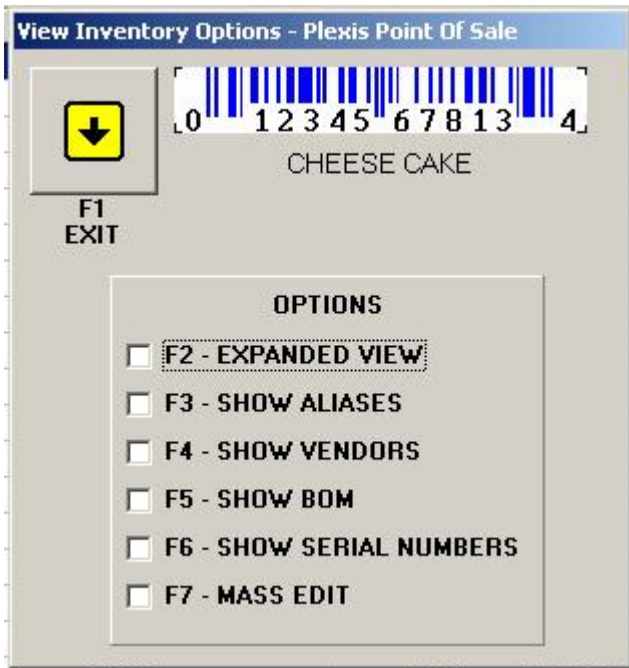 View Inventory Options - Plexis Point Of Sale
0 12345 67813 4
CHEESE CAKE
F1
EXIT
OPTIONS
F2 - EXPANDED VIEW
F3 - SHOW ALIASES
F4 - SHOW VENDORS
F5 - SHOW BOM
F6 - SHOW SERIAL NUMBERS
F7 - MASS EDIT